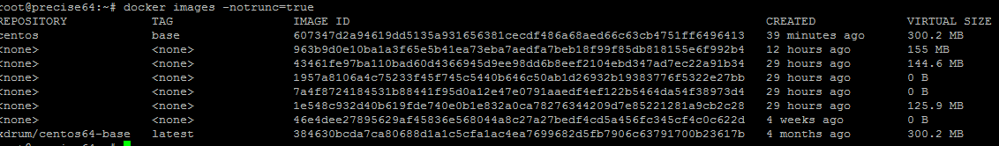 root@precise64:~# docker images -notrunc=true
REPOSITORY TAG IMAGE ID CREATED VIRTUAL SIZE
centos base 607347d2a94619dd5135a931656381cecdf486a68aed66c63cb4751ff6496413 39 minutes ago 300.2 MB
<none> <none> 963b9d0e10ba1a3f65e5b41ea73eba7aedfa7beb18f99f85db818155e6f992b4 12 hours ago 155 MB
<none> <none> 43461fe97ba110bad60d4366945d9ee98dd6b8eef2104ebd347ad7ec22a91b34 29 hours ago 144.6 MB
<none> <none> 1957a8106a4c75233f45f745c5440b646c50ab1d26932b19383776f5322e27bb 29 hours ago 0 B
<none> <none> 7a4f8724184531b88441f95d0a12e47e0791aaedf4ef122b5464da54f38973d4 29 hours ago 0 B
<none> <none> 1e548c932d40b619fde740e0b1e832a0ca78276344209d7e85221281a9cb2c28 29 hours ago 125.9 MB
<none> <none> 46e4dee27895629af45836e568044a8c27a27bedf4cd5a456fc345cf4c0c622d 4 weeks ago 0 B
xdrum/centos64-base latest 384630bcda7ca80688d1a1c5cfa1ac4ea7699682d5fb7906c63791700b23617b 4 months ago 300.2 MB
root@precise64:~#